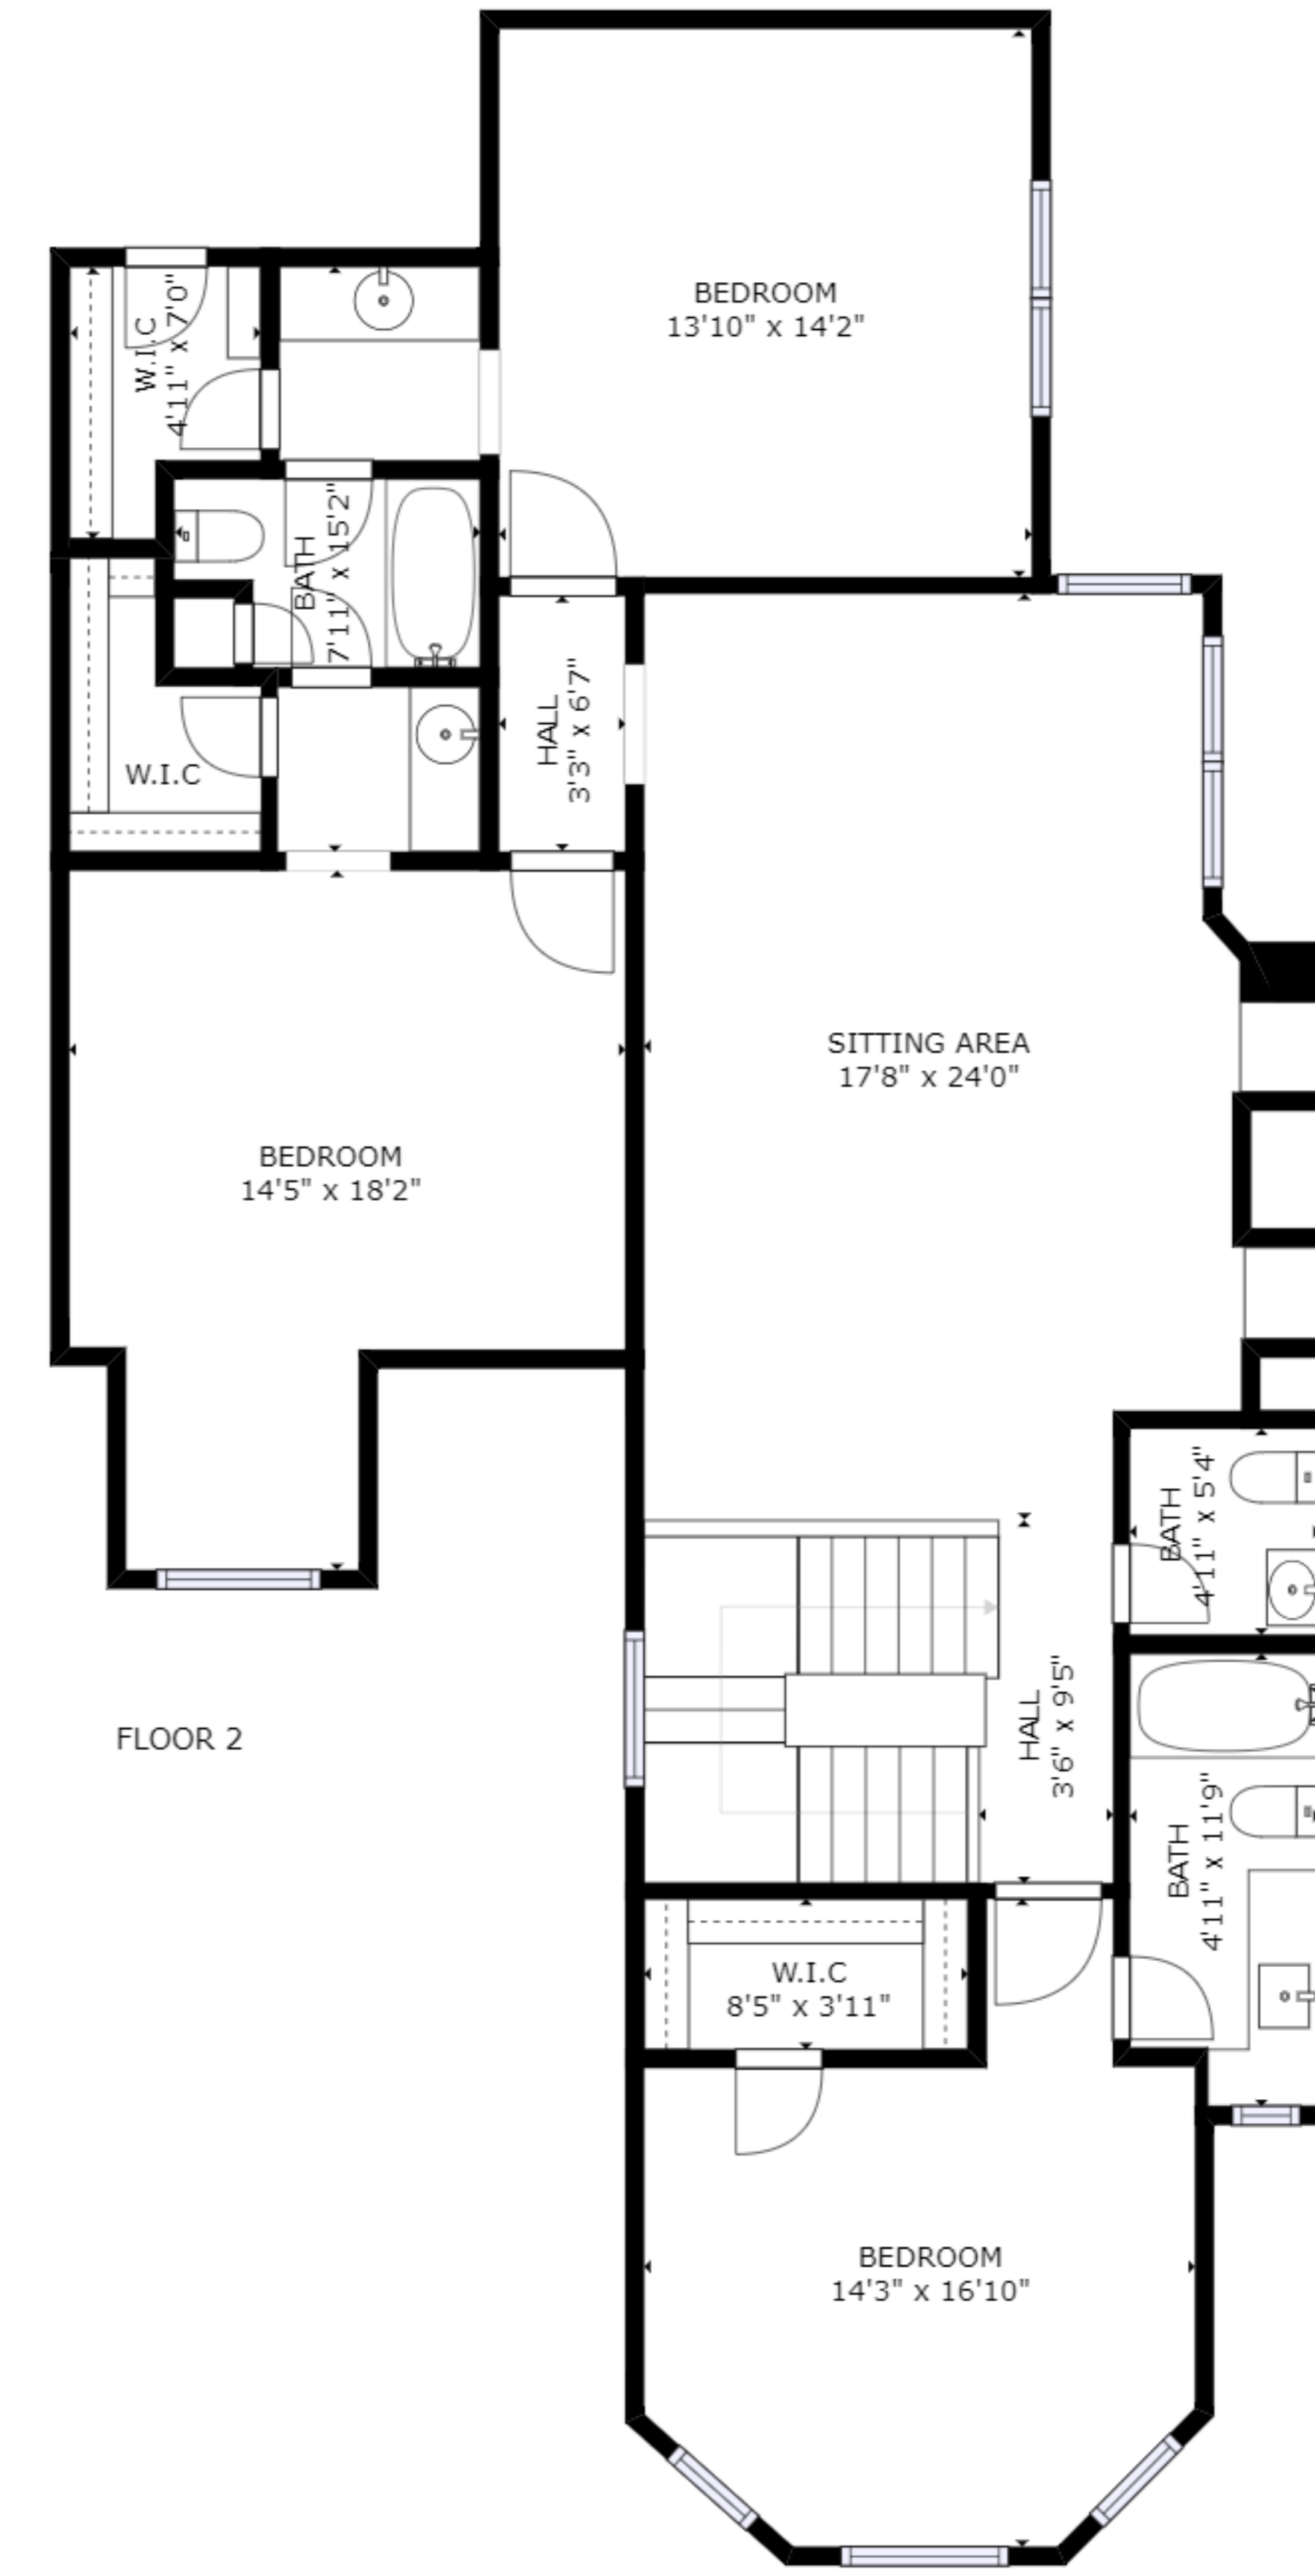 BEDROOM
13'10" x 14'2"
W.I.C
4'11" x 7'0"
BATH
7'11" x 15'2"
HALL
3'3" x 6'7"
W.I.C
SITTING AREA
17'8" x 24'0"
BEDROOM
14'5" x 18'2"
BATH
4'11" x 5'4"
HALL
3'6" x 9'5"
FLOOR 2
BATH
4'11" x 11'9"
W.I.C
8'5" x 3'11"
BEDROOM
14'3" x 16'10"